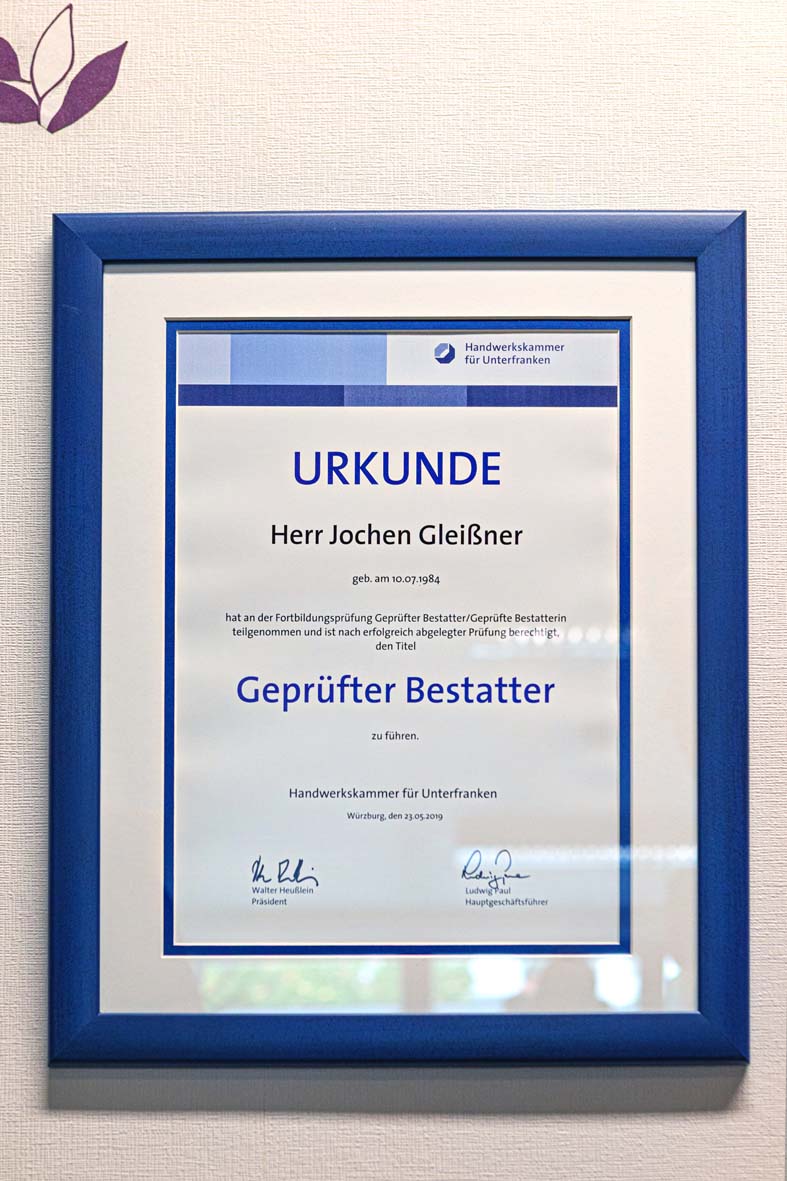 Handwerkskammer
für Unterfranken
URKUNDE
Herr Jochen Gleißner
geb. am 10.07.1984
hat an der Fortbildungsprüfung Geprüfter Bestatter/Geprüfte Bestatterin
teilgenommen und ist nach erfolgreich abgelegter Prüfung berechtigt,
den Titel
Geprüfter Bestatter
zu führen.
Handwerkskammer für Unterfranken
Würzburg, den 23.05.2019
Walter Heußlein
Präsident
Ludwig Paul
Hauptgeschäftsführer